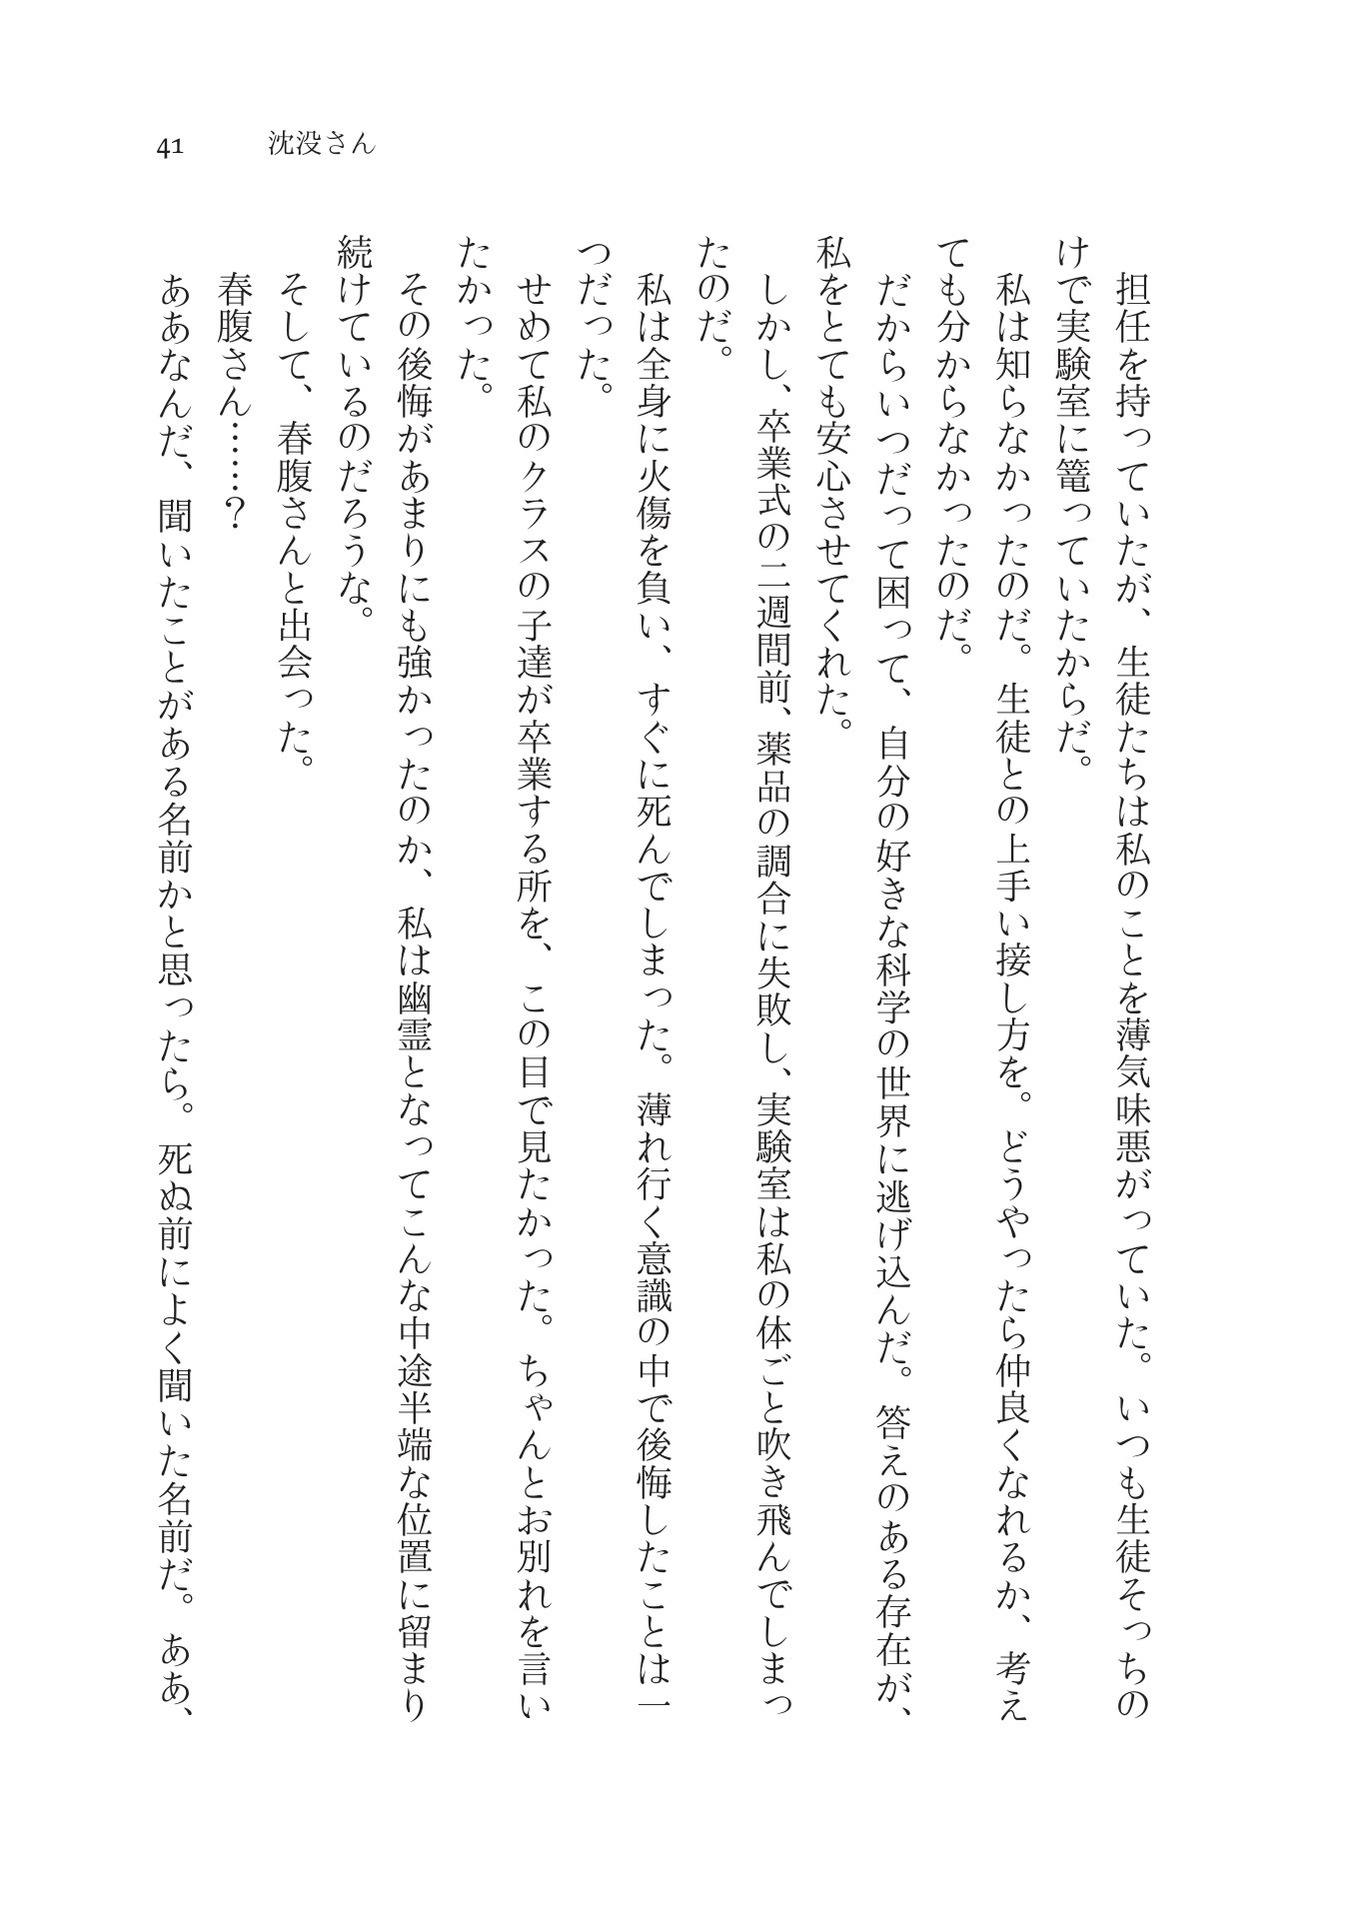 41 沈没さん
　担任を持っていたが、生徒たちは私のことを薄気味悪がっていた。いつも生徒そっちの
けで実験室に篭っていたからだ。
　私は知らなかったのだ。生徒との上手い接し方を。どうやったら仲良くなれるか、考え
ても分からなかったのだ。
　だからいつだって困って、自分の好きな科学の世界に逃げ込んだ。答えのある存在が、
私をとても安心させてくれた。
　しかし、卒業式の二週間前、薬品の調合に失敗し、実験室は私の体ごと吹き飛んでしまっ
たのだ。
　私は全身に火傷を負い、すぐに死んでしまった。薄れ行く意識の中で後悔したことは一
つだった。
　せめて私のクラスの子達が卒業する所を、この目で見たかった。ちゃんとお別れを言い
たかった。
　その後悔があまりにも強かったのか、私は幽霊となってこんな中途半端な位置に留まり
続けているのだろうな。
　そして、春腹さんと出会った。
　春腹さん……？
　ああなんだ、聞いたことがある名前かと思ったら。死ぬ前によく聞いた名前だ。ああ、